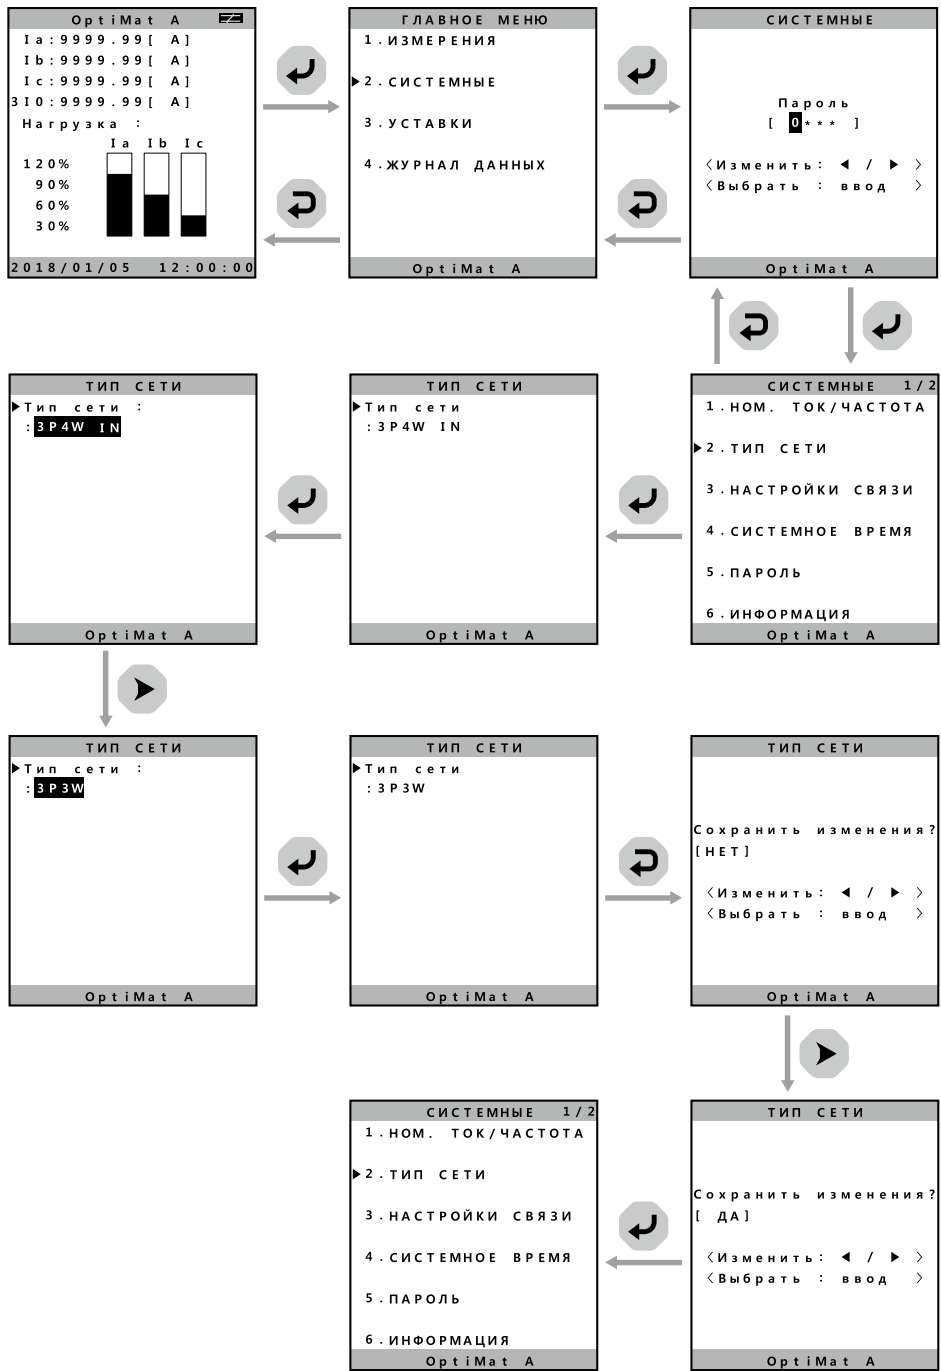 OptiMat A
Ia:9999.99[ A]
Ib:9999.99[ A]
Ic:9999.99[ A]
3I0:9999.99[ A]
Нагрузка :
Ia Ib Ic
120%
90%
60%
30%
2018/01/05 12:00:00
ГЛАВНОЕ МЕНЮ
1.ИЗМЕРЕНИЯ
2.СИСТЕМНЫЕ
3.УСТАВКИ
4.ЖУРНАЛ ДАННЫХ
OptiMat A
СИСТЕМНЫЕ
Пароль
[ 0*** ]
〈Изменить: ◀ / ▶ 〉
〈Выбрать : ввод 〉
OptiMat A
ТИП СЕТИ
Тип сети :
:3P4W IN
OptiMat A
ТИП СЕТИ
Тип сети
:3P4W IN
OptiMat A
СИСТЕМНЫЕ 1/2
1.НОМ. ТОК/ЧАСТОТА
2.ТИП СЕТИ
3.НАСТРОЙКИ СВЯЗИ
4.СИСТЕМНОЕ ВРЕМЯ
5.ПАРОЛЬ
6.ИНФОРМАЦИЯ
OptiMat A
ТИП СЕТИ
Тип сети :
:3P3W
OptiMat A
ТИП СЕТИ
Тип сети
:3P3W
OptiMat A
ТИП СЕТИ
Сохранить изменения?
[НЕТ]
〈Изменить: ◀ / ▶ 〉
〈Выбрать : ввод 〉
OptiMat A
СИСТЕМНЫЕ 1/2
1.НОМ. ТОК/ЧАСТОТА
2.ТИП СЕТИ
3.НАСТРОЙКИ СВЯЗИ
4.СИСТЕМНОЕ ВРЕМЯ
5.ПАРОЛЬ
6.ИНФОРМАЦИЯ
OptiMat A
ТИП СЕТИ
Сохранить изменения?
[ ДА]
〈Изменить: ◀ / ▶ 〉
〈Выбрать : ввод 〉
OptiMat A